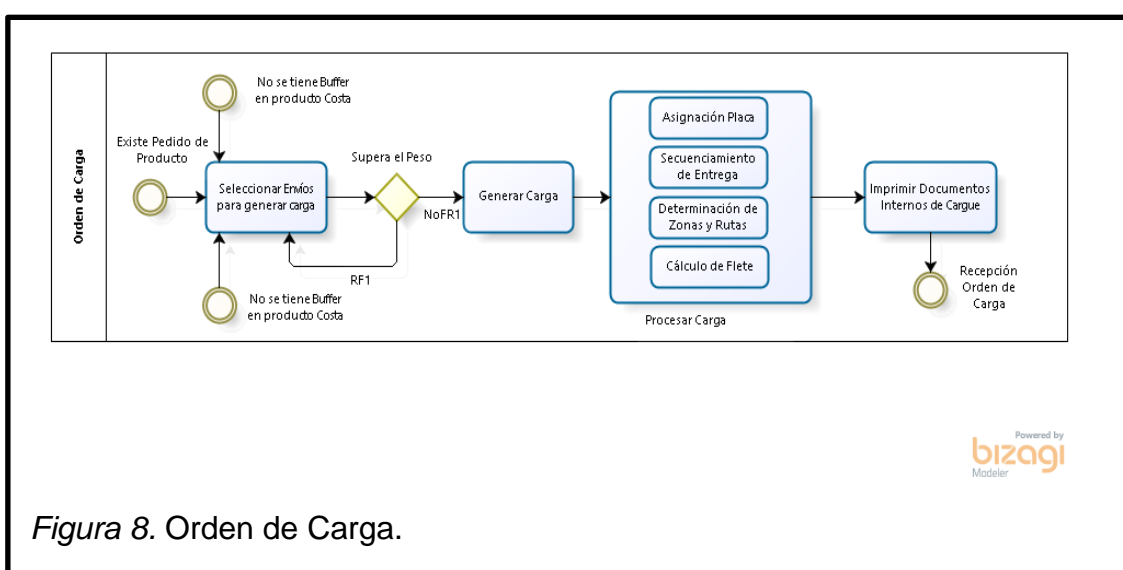 Orden de Carga
No se tiene Buffer
en producto Costa
Existe Pedido de
Producto
Seleccionar Envíos
para generar carga
No se tiene Buffer
en producto Costa
Supera el Peso
NoFR1
RF1
Generar Carga
Asignación Placa
Secuenciamiento
de Entrega
Determinación de
Zonas y Rutas
Cálculo de Flete
Procesar Carga
Imprimir Documentos
Internos de Cargue
Recepción
Orden de
Carga
Powered by
bizagi
Modeler
Figura 8. Orden de Carga.